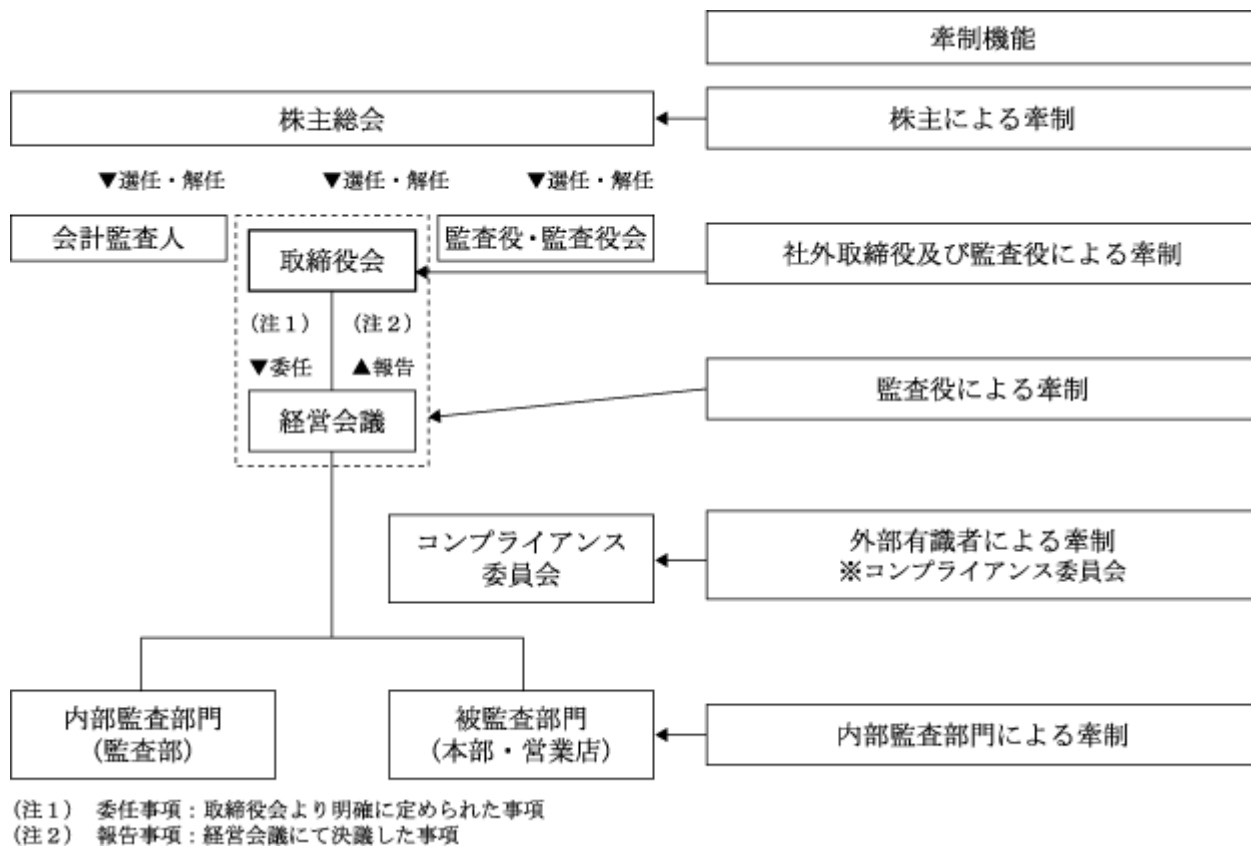 牽制機能
株主総会
株主による牽制
▼選任・解任
▼選任・解任
▼選任・解任
会計監査人
取締役会
監査役・監査役会
社外取締役及び監査役による牽制
(注1)
(注2)
▼委任
▲報告
経営会議
監査役による牽制
コンプライアンス
委員会
外部有識者による牽制
※コンプライアンス委員会
内部監査部門
(監査部)
被監査部門
(本部・営業店)
内部監査部門による牽制
(注1) 委任事項:取締役会より明確に定められた事項
(注2) 報告事項:経営会議にて決議した事項